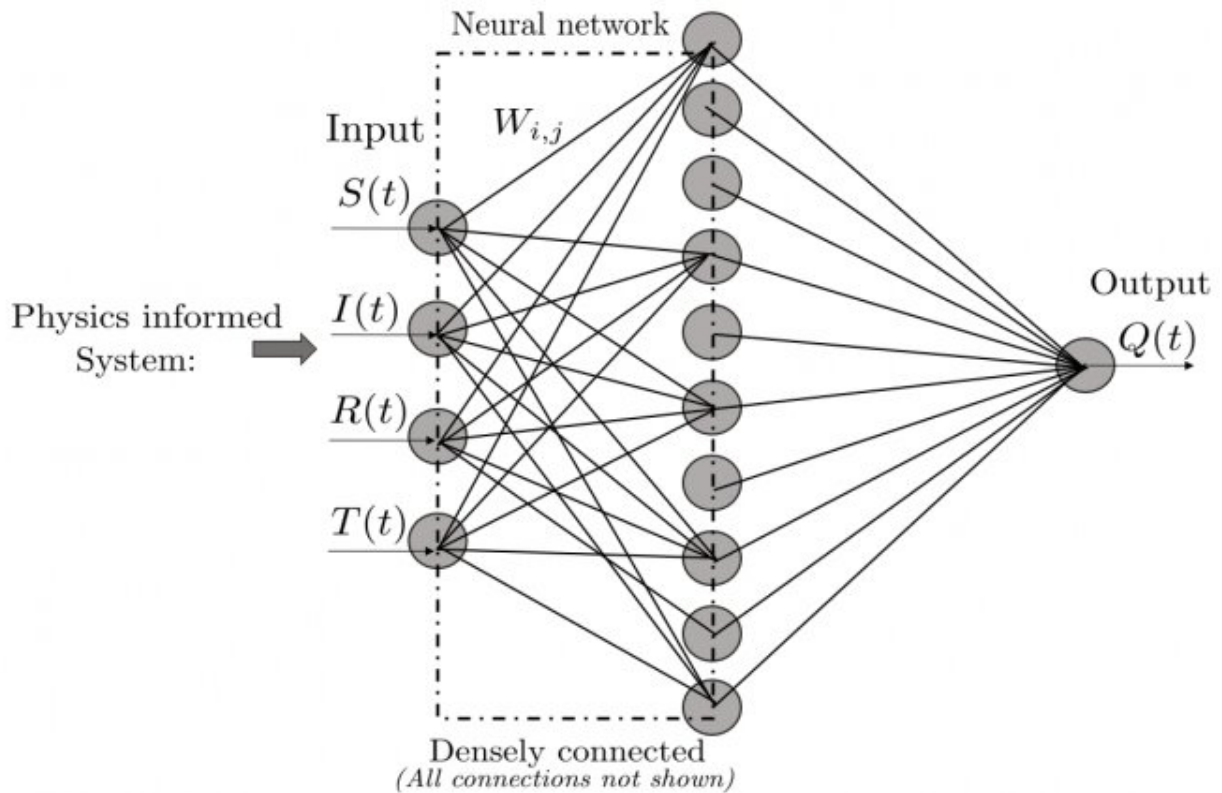 Neural network
W_{i,j}
Input
S(t)
I(t)
Physics informed
System:
R(t)
T(t)
Output
Q(t)
Densely connected
(All connections not shown)